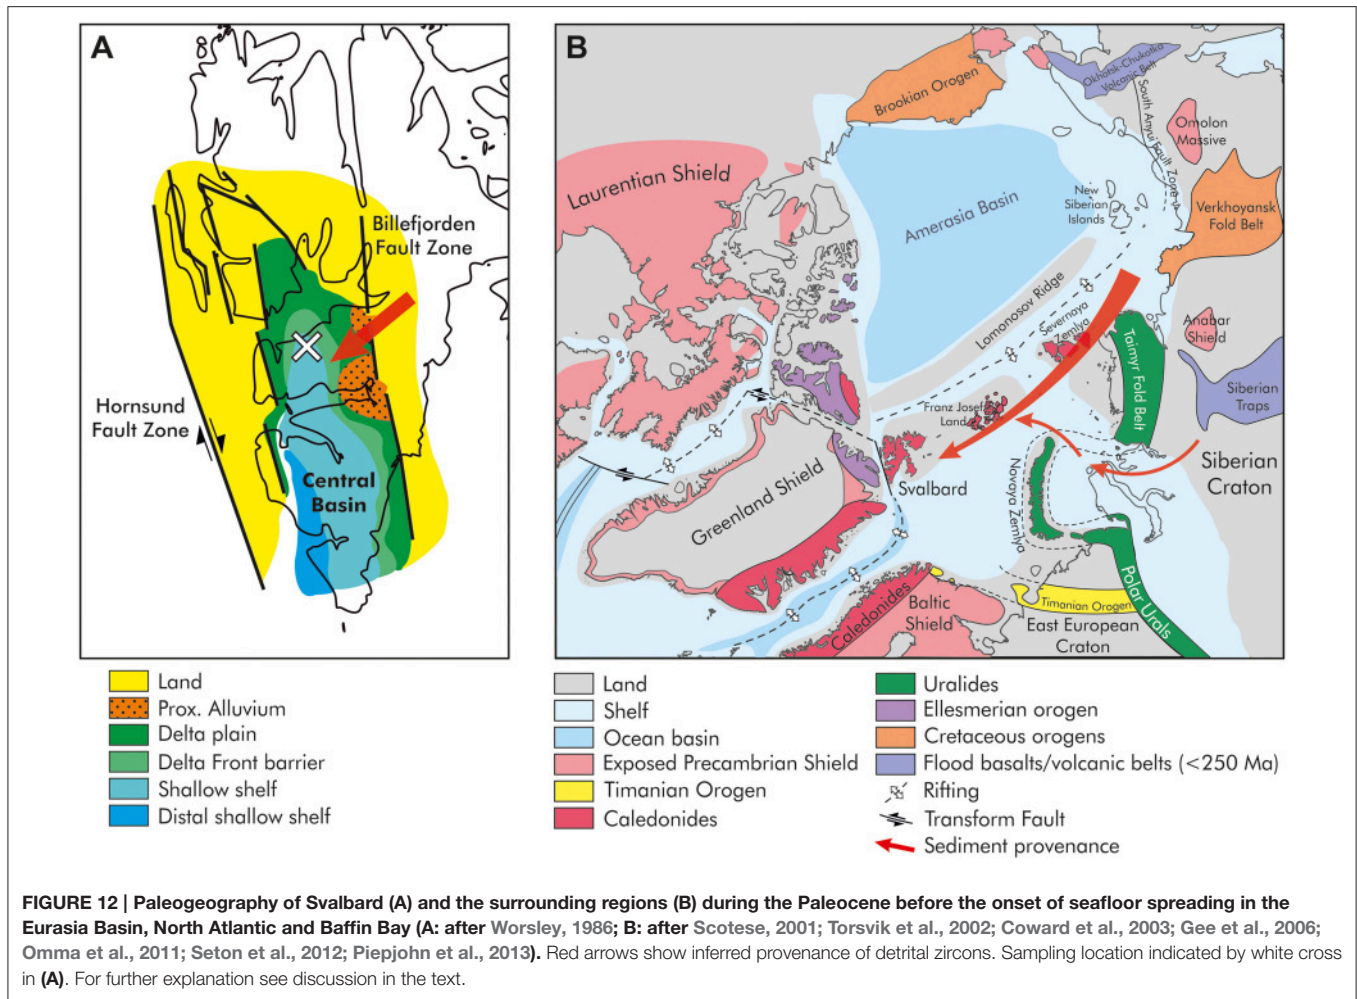 A
Billefjorden
Fault Zone
Hornsund
Fault Zone
Central
Basin
Land
Prox. Alluvium
Delta plain
Delta Front barrier
Shallow shelf
Distal shallow shelf
B
Brookian Orogen
Okhotsk-Chukotka
Volcanic Belt
South Anyui Fault Zone
Omolon
Massive
Laurentian Shield
Amerasia Basin
New
Siberian
Islands
Verkhoyansk
Fold Belt
Lomonosov Ridge
Severnaya
Zemlya
Anabar
Shield
Taimyr Fold Belt
Siberian
Traps
Franz Josef
Land
Siberian
Craton
Svalbard
Greenland Shield
Novaya Zemlya
Polar Urals
Caledonides
Baltic
Shield
Timanian Orogen
East European
Craton
Land
Shelf
Ocean basin
Exposed Precambrian Shield
Timanian Orogen
Caledonides
Uralides
Ellesmerian orogen
Cretaceous orogens
Flood basalts/volcanic belts (<250 Ma)
Rifting
Transform Fault
Sediment provenance
FIGURE 12 | Paleogeography of Svalbard (A) and the surrounding regions (B) during the Paleocene before the onset of seafloor spreading in the
Eurasia Basin, North Atlantic and Baffin Bay (A: after Worsley, 1986; B: after Scotese, 2001; Torsvik et al., 2002; Coward et al., 2003; Gee et al., 2006;
Omma et al., 2011; Seton et al., 2012; Piepjohn et al., 2013). Red arrows show inferred provenance of detrital zircons. Sampling location indicated by white cross
in (A). For further explanation see discussion in the text.